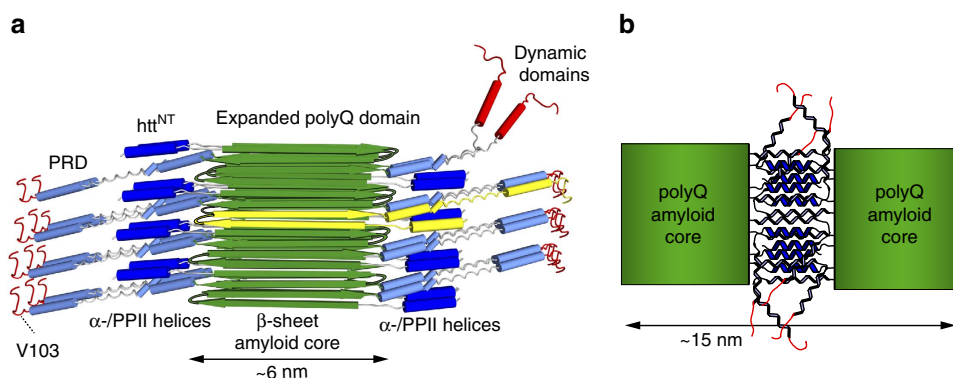 a
Dynamic
domains
htt^NT
Expanded polyQ domain
PRD
α-/PPII helices
β-sheet
amyloid core
α-/PPII helices
V103
~6 nm
b
polyQ
amyloid
core
polyQ
amyloid
core
~15 nm